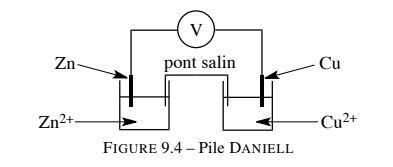 V
Zn
pont salin
Cu
Zn2+
Cu2+
FIGURE 9.4 – Pile DANIELL